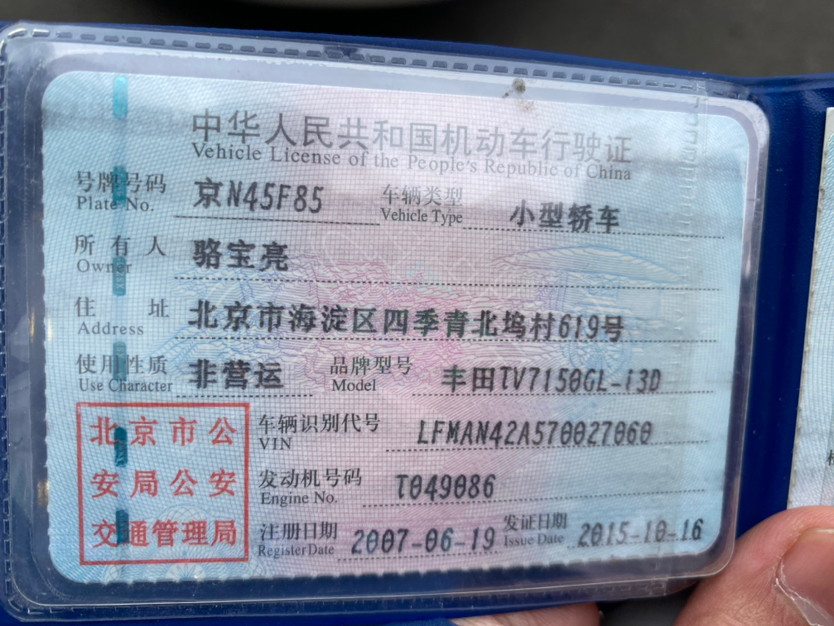 中华人民共和国机动车行驶证
Vehicle License of the People's Republic of China
号牌号码 京N45F85 车辆类型 小型轿车
Plate No. Vehicle Type
所有人 骆宝亮
Owner
住址 北京市海淀区四季青北坞村619号
Address
使用性质 非营运 品牌型号 丰田TV7150GL-i3D
Use Character Model
北京市公安局公安交通管理局
车辆识别代号 LFMAN42A570027060
VIN
发动机号码 T049086
Engine No.
注册日期 2007-06-19 发证日期 2015-10-16
Register Date Issue Date